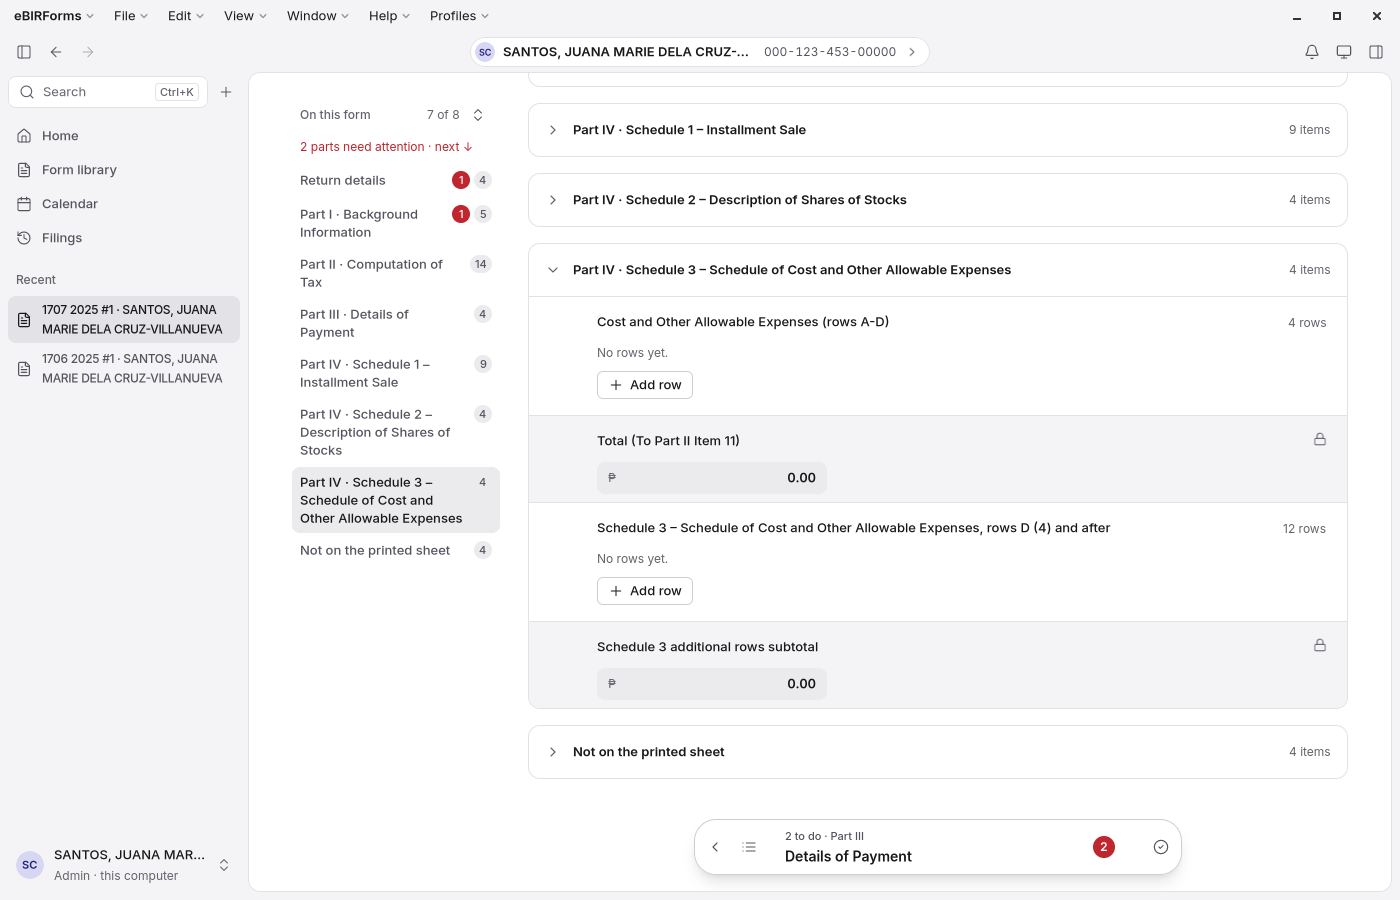 eBIRForms File Edit View Window Help Profiles
SC SANTOS, JUANA MARIE DELA CRUZ-... 000-123-453-00000
Search Ctrl+K
Home
Form library
Calendar
Filings
Recent
1707 2025 #1 · SANTOS, JUANA
MARIE DELA CRUZ-VILLANUEVA
1706 2025 #1 · SANTOS, JUANA
MARIE DELA CRUZ-VILLANUEVA
SC SANTOS, JUANA MAR...
Admin · this computer
On this form 7 of 8
2 parts need attention · next ↓
Return details 1 4
Part I · Background 1 5
Information
Part II · Computation of 14
Tax
Part III · Details of 4
Payment
Part IV · Schedule 1 – 9
Installment Sale
Part IV · Schedule 2 – 4
Description of Shares of
Stocks
Part IV · Schedule 3 – 4
Schedule of Cost and
Other Allowable Expenses
Not on the printed sheet 4
Part IV · Schedule 1 – Installment Sale 9 items
Part IV · Schedule 2 – Description of Shares of Stocks 4 items
Part IV · Schedule 3 – Schedule of Cost and Other Allowable Expenses 4 items
Cost and Other Allowable Expenses (rows A-D) 4 rows
No rows yet.
Add row
Total (To Part II Item 11)
₱ 0.00
Schedule 3 – Schedule of Cost and Other Allowable Expenses, rows D (4) and after 12 rows
No rows yet.
Add row
Schedule 3 additional rows subtotal
₱ 0.00
Not on the printed sheet 4 items
2 to do · Part III
Details of Payment 2